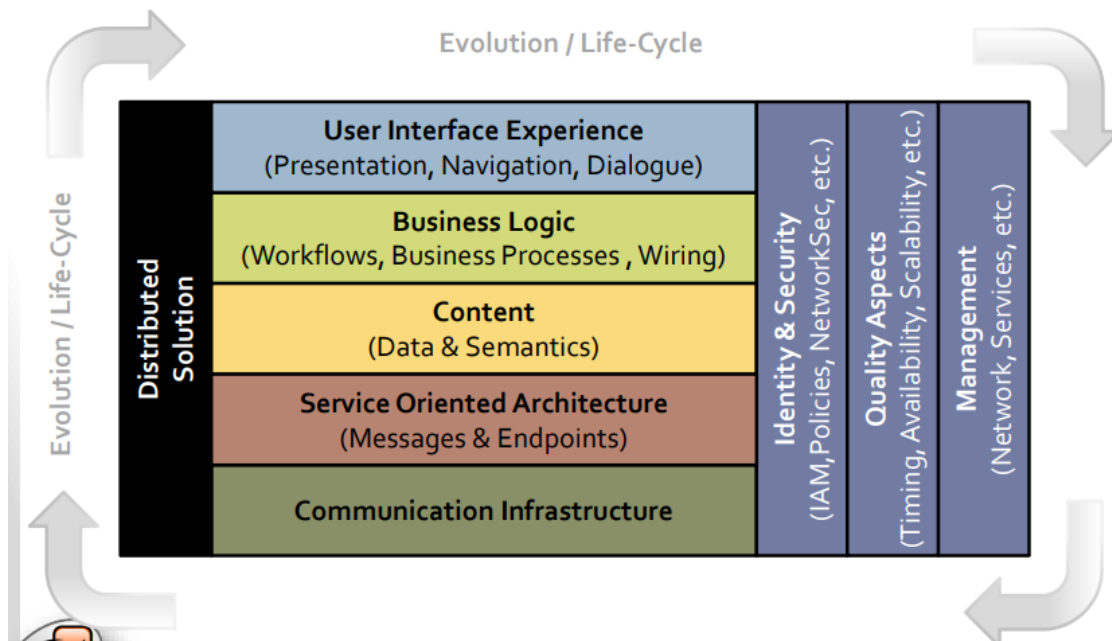 Evolution / Life-Cycle
Evolution / Life-Cycle
Distributed
Solution
User Interface Experience
(Presentation, Navigation, Dialogue)
Business Logic
(Workflows, Business Processes , Wiring)
Content
(Data & Semantics)
Service Oriented Architecture
(Messages & Endpoints)
Communication Infrastructure
Identity & Security
(IAM,Policies, NetworkSec, etc.)
Quality Aspects
(Timing, Availability, Scalability, etc.)
Management
(Network, Services, etc.)